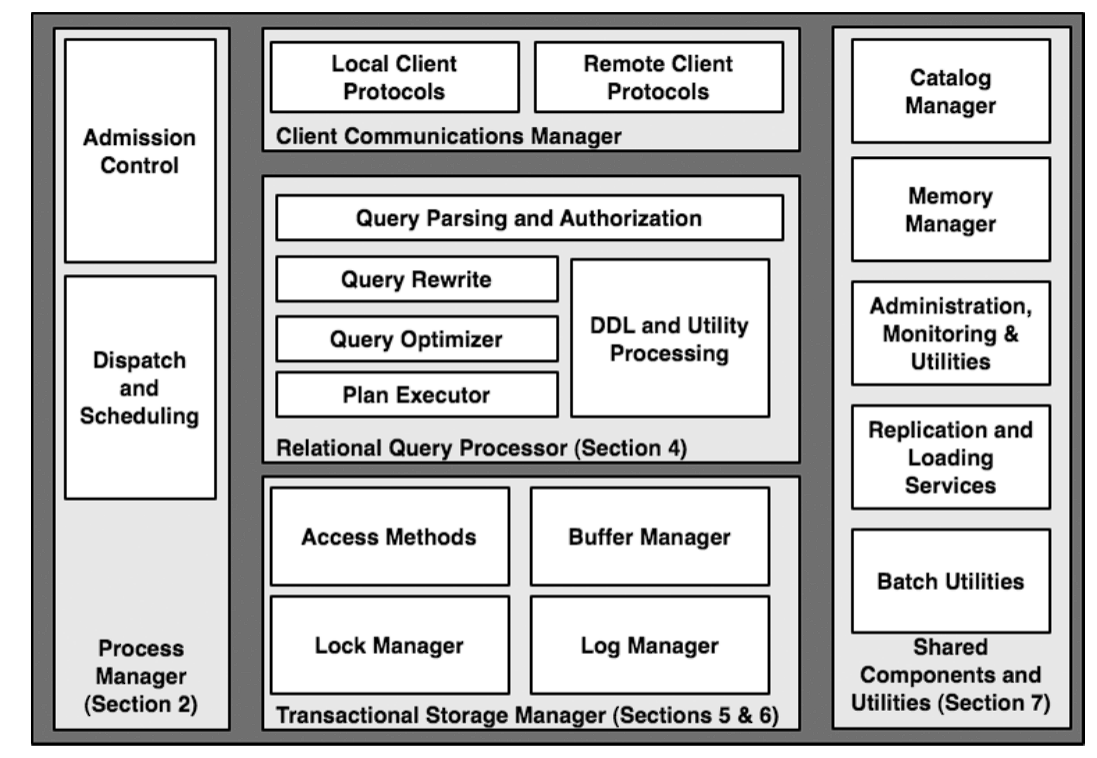 Admission
Control
Dispatch
and
Scheduling
Process
Manager
(Section 2)
Local Client
Protocols
Remote Client
Protocols
Client Communications Manager
Query Parsing and Authorization
Query Rewrite
Query Optimizer
Plan Executor
DDL and Utility
Processing
Relational Query Processor (Section 4)
Access Methods
Buffer Manager
Lock Manager
Log Manager
Transactional Storage Manager (Sections 5 & 6)
Catalog
Manager
Memory
Manager
Administration,
Monitoring &
Utilities
Replication and
Loading
Services
Batch Utilities
Shared
Components and
Utilities (Section 7)